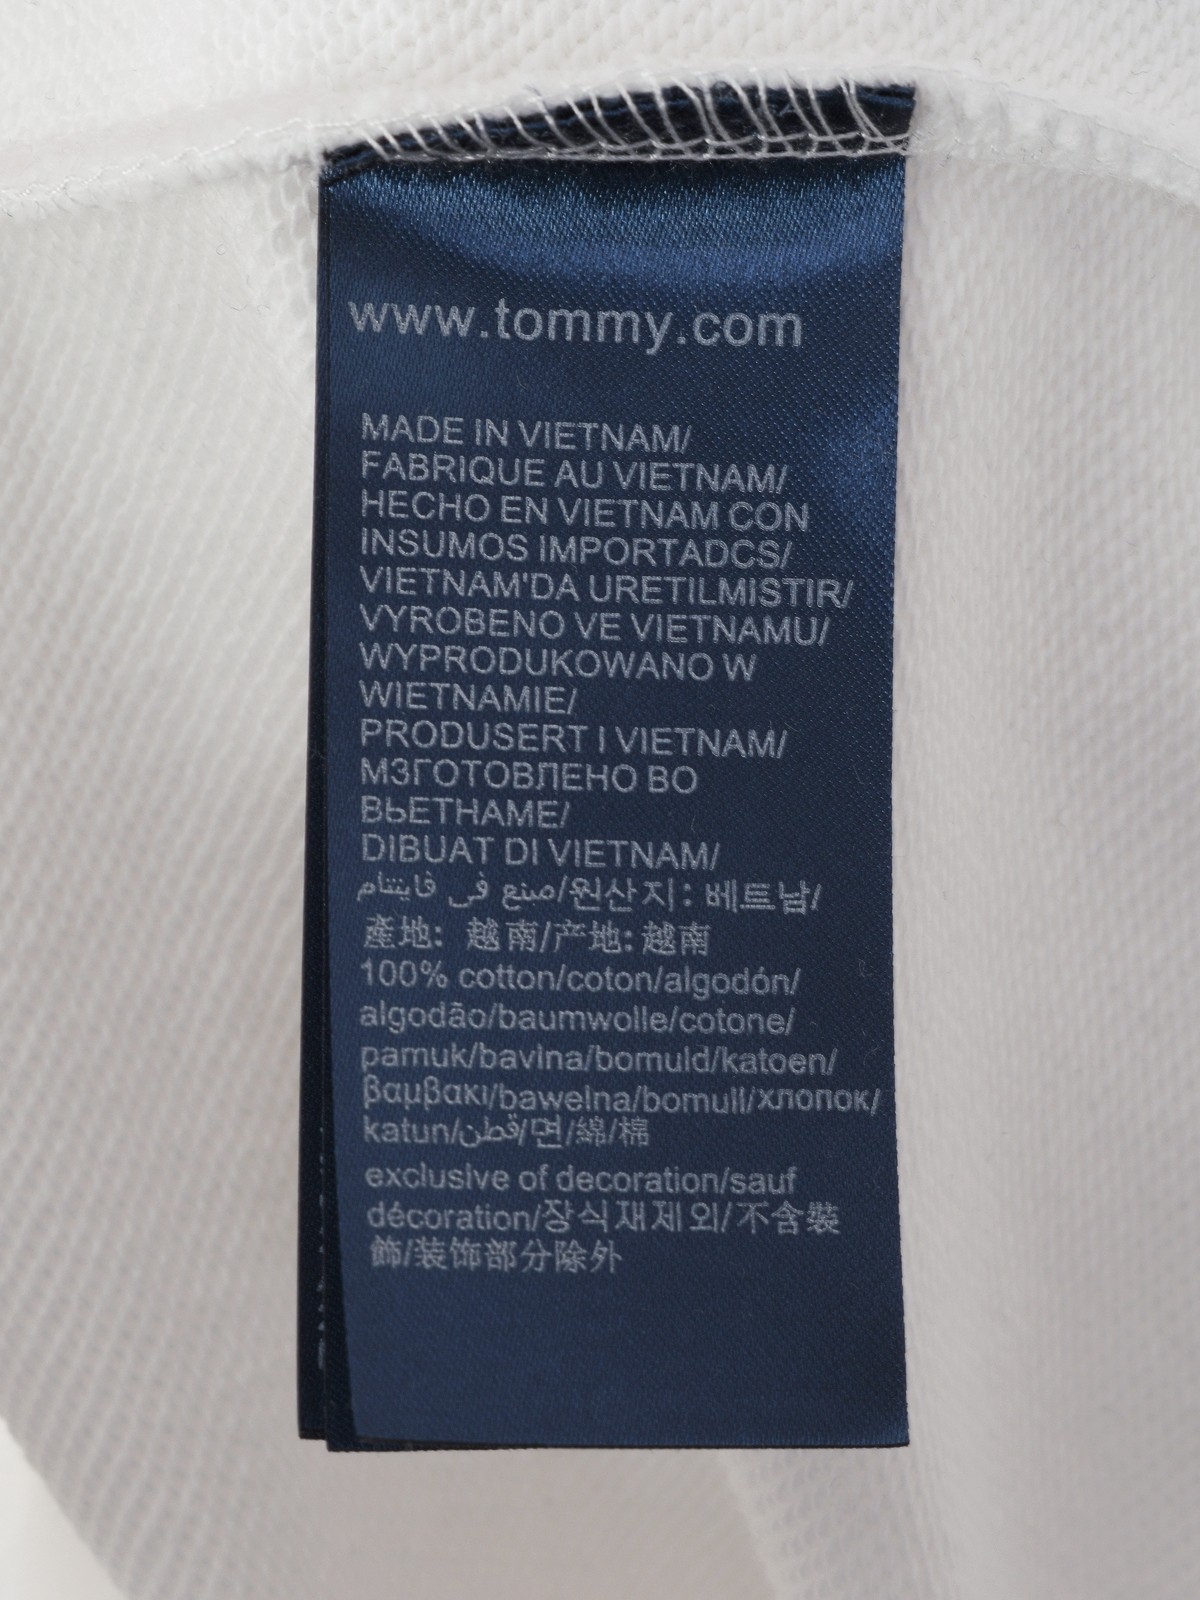 www.tommy.com
MADE IN VIETNAM/
FABRIQUE AU VIETNAM/
HECHO EN VIETNAM CON
INSUMOS IMPORTADCS/
VIETNAM'DA URETILMISTIR/
VYROBENO VE VIETNAMU/
WYPRODUKOWANO W
WIETNAMIE/
PRODUSERT I VIETNAM/
МЗГОТОВЛЕНО ВО
ВЬЕТНАМЕ/
DIBUAT DI VIETNAM/
صنع في فايتنام/원산지: 베트남/
產地: 越南/产地: 越南
100% cotton/coton/algodón/
algodão/baumwolle/cotone/
pamuk/bavlna/bomuld/katoen/
βαμβακι/bawelna/bomull/хлопок/
katun/قطن/면/綿/棉
exclusive of decoration/sauf
décoration/장식재제외/不含裝
飾/装饰部分除外